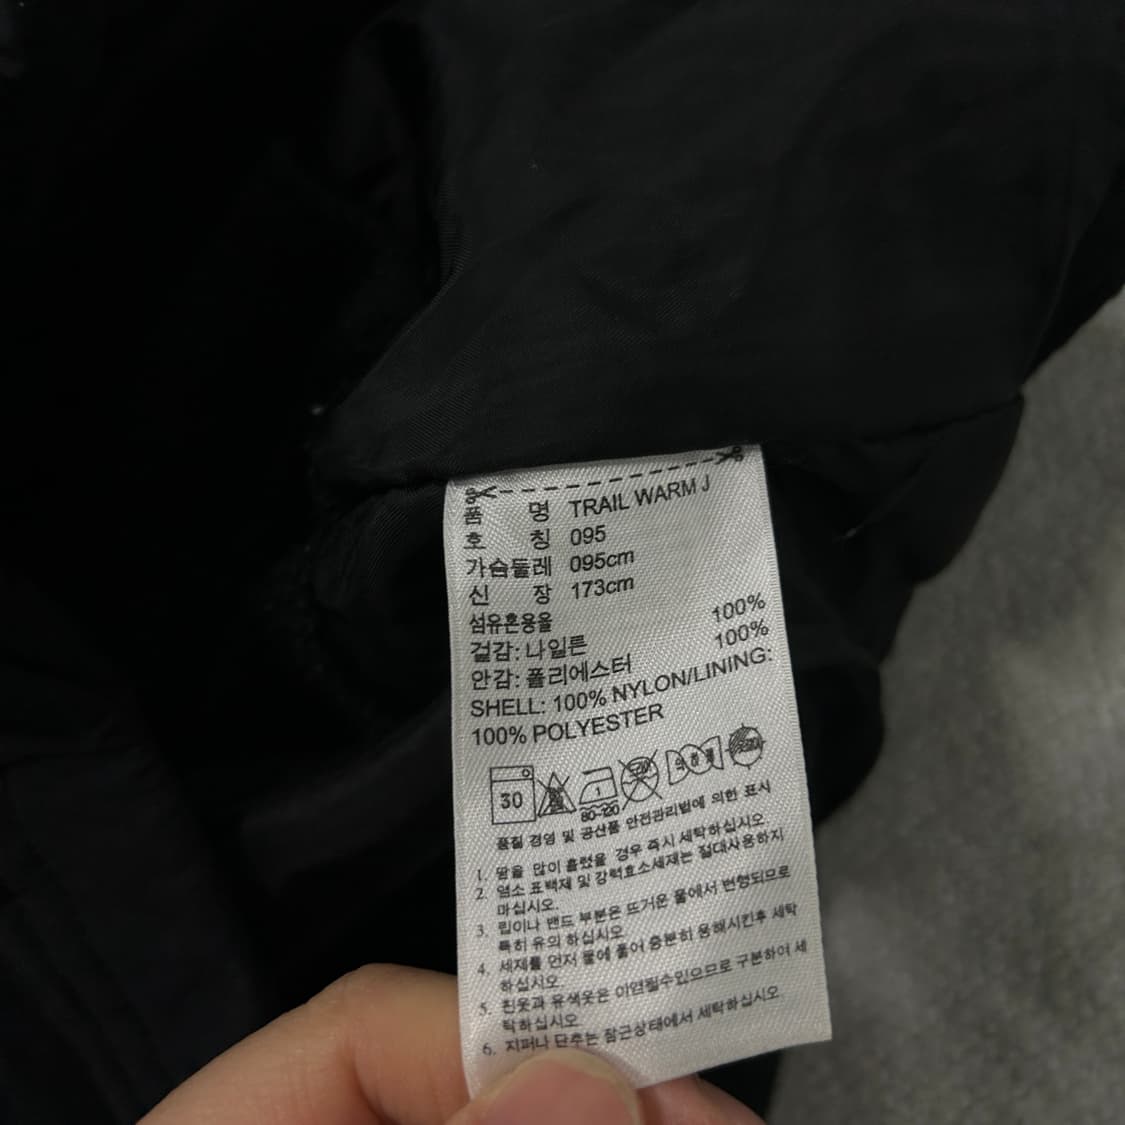 품 명 TRAIL WARM J
호 칭 095
가슴둘레 095cm
신 장 173cm
섬유혼용율
겉감: 나일론 100%
안감: 폴리에스터 100%
SHELL: 100% NYLON/LINING:
100% POLYESTER
30 80-120 약하게
품질 경영 및 공산품 안전관리법에 의한 표시
1. 땀을 많이 흘렸을 경우 즉시 세탁하십시오
2. 염소 표백제 및 강력효소세제는 절대사용하지
마십시오.
3. 립이나 밴드 부분은 뜨거운 물에서 변형되므로
특히 유의 하십시오
4. 세제를 먼저 물에 풀어 충분히 용해시킨후 세탁
하십시오
5. 흰옷과 유색옷은 이염될수있으므로 구분하여 세
탁하십시오
6. 지퍼나 단추는 잠근상태에서 세탁하십시오